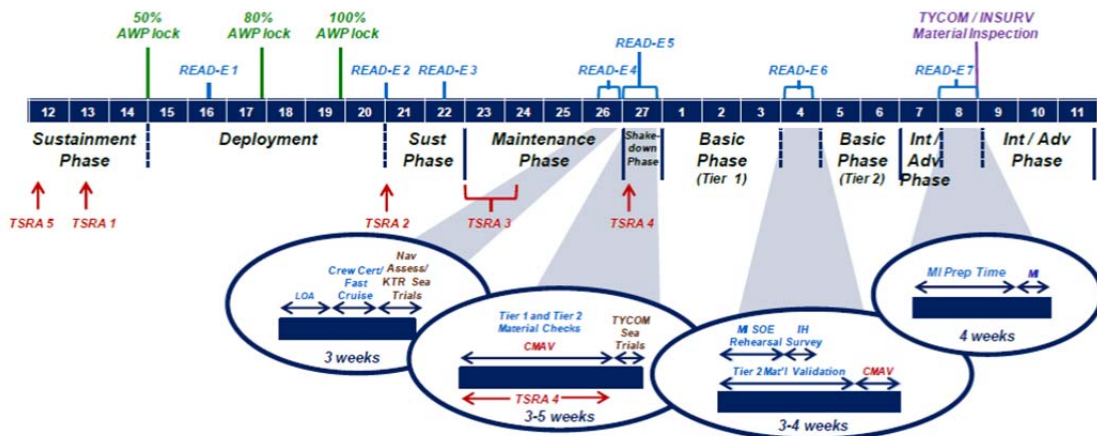 50%
AWP lock
80%
AWP lock
100%
AWP lock
TYCOM / INSURV
Material Inspection
READ-E 1
READ-E 2
READ-E 3
READ-E 4
READ-E 5
READ-E 6
READ-E 7
12 13 14 15 16 17 18 19 20 21 22 23 24 25 26 27 1 2 3 4 5 6 7 8 9 10 11
Sustainment
Phase
Deployment
Sust
Phase
Maintenance
Phase
Shake-
down
Phase
Basic
Phase
(Tier 1)
Basic
Phase
(Tier 2)
Int /
Adv
Phase
Int / Adv Phase
TSRA 5
TSRA 1
TSRA 2
TSRA 3
TSRA 4
LOA
Crew Cert/
Fast
Cruise
Nav
Assess/
KTR Sea
Trials
3 weeks
Tier 1 and Tier 2
Material Checks
CMAV
TYCOM
Sea
Trials
TSRA 4
3-5 weeks
MI SOE
Rehearsal
IH
Survey
Tier 2 Mat'l Validation
CMAV
3-4 weeks
MI Prep Time
MI
4 weeks